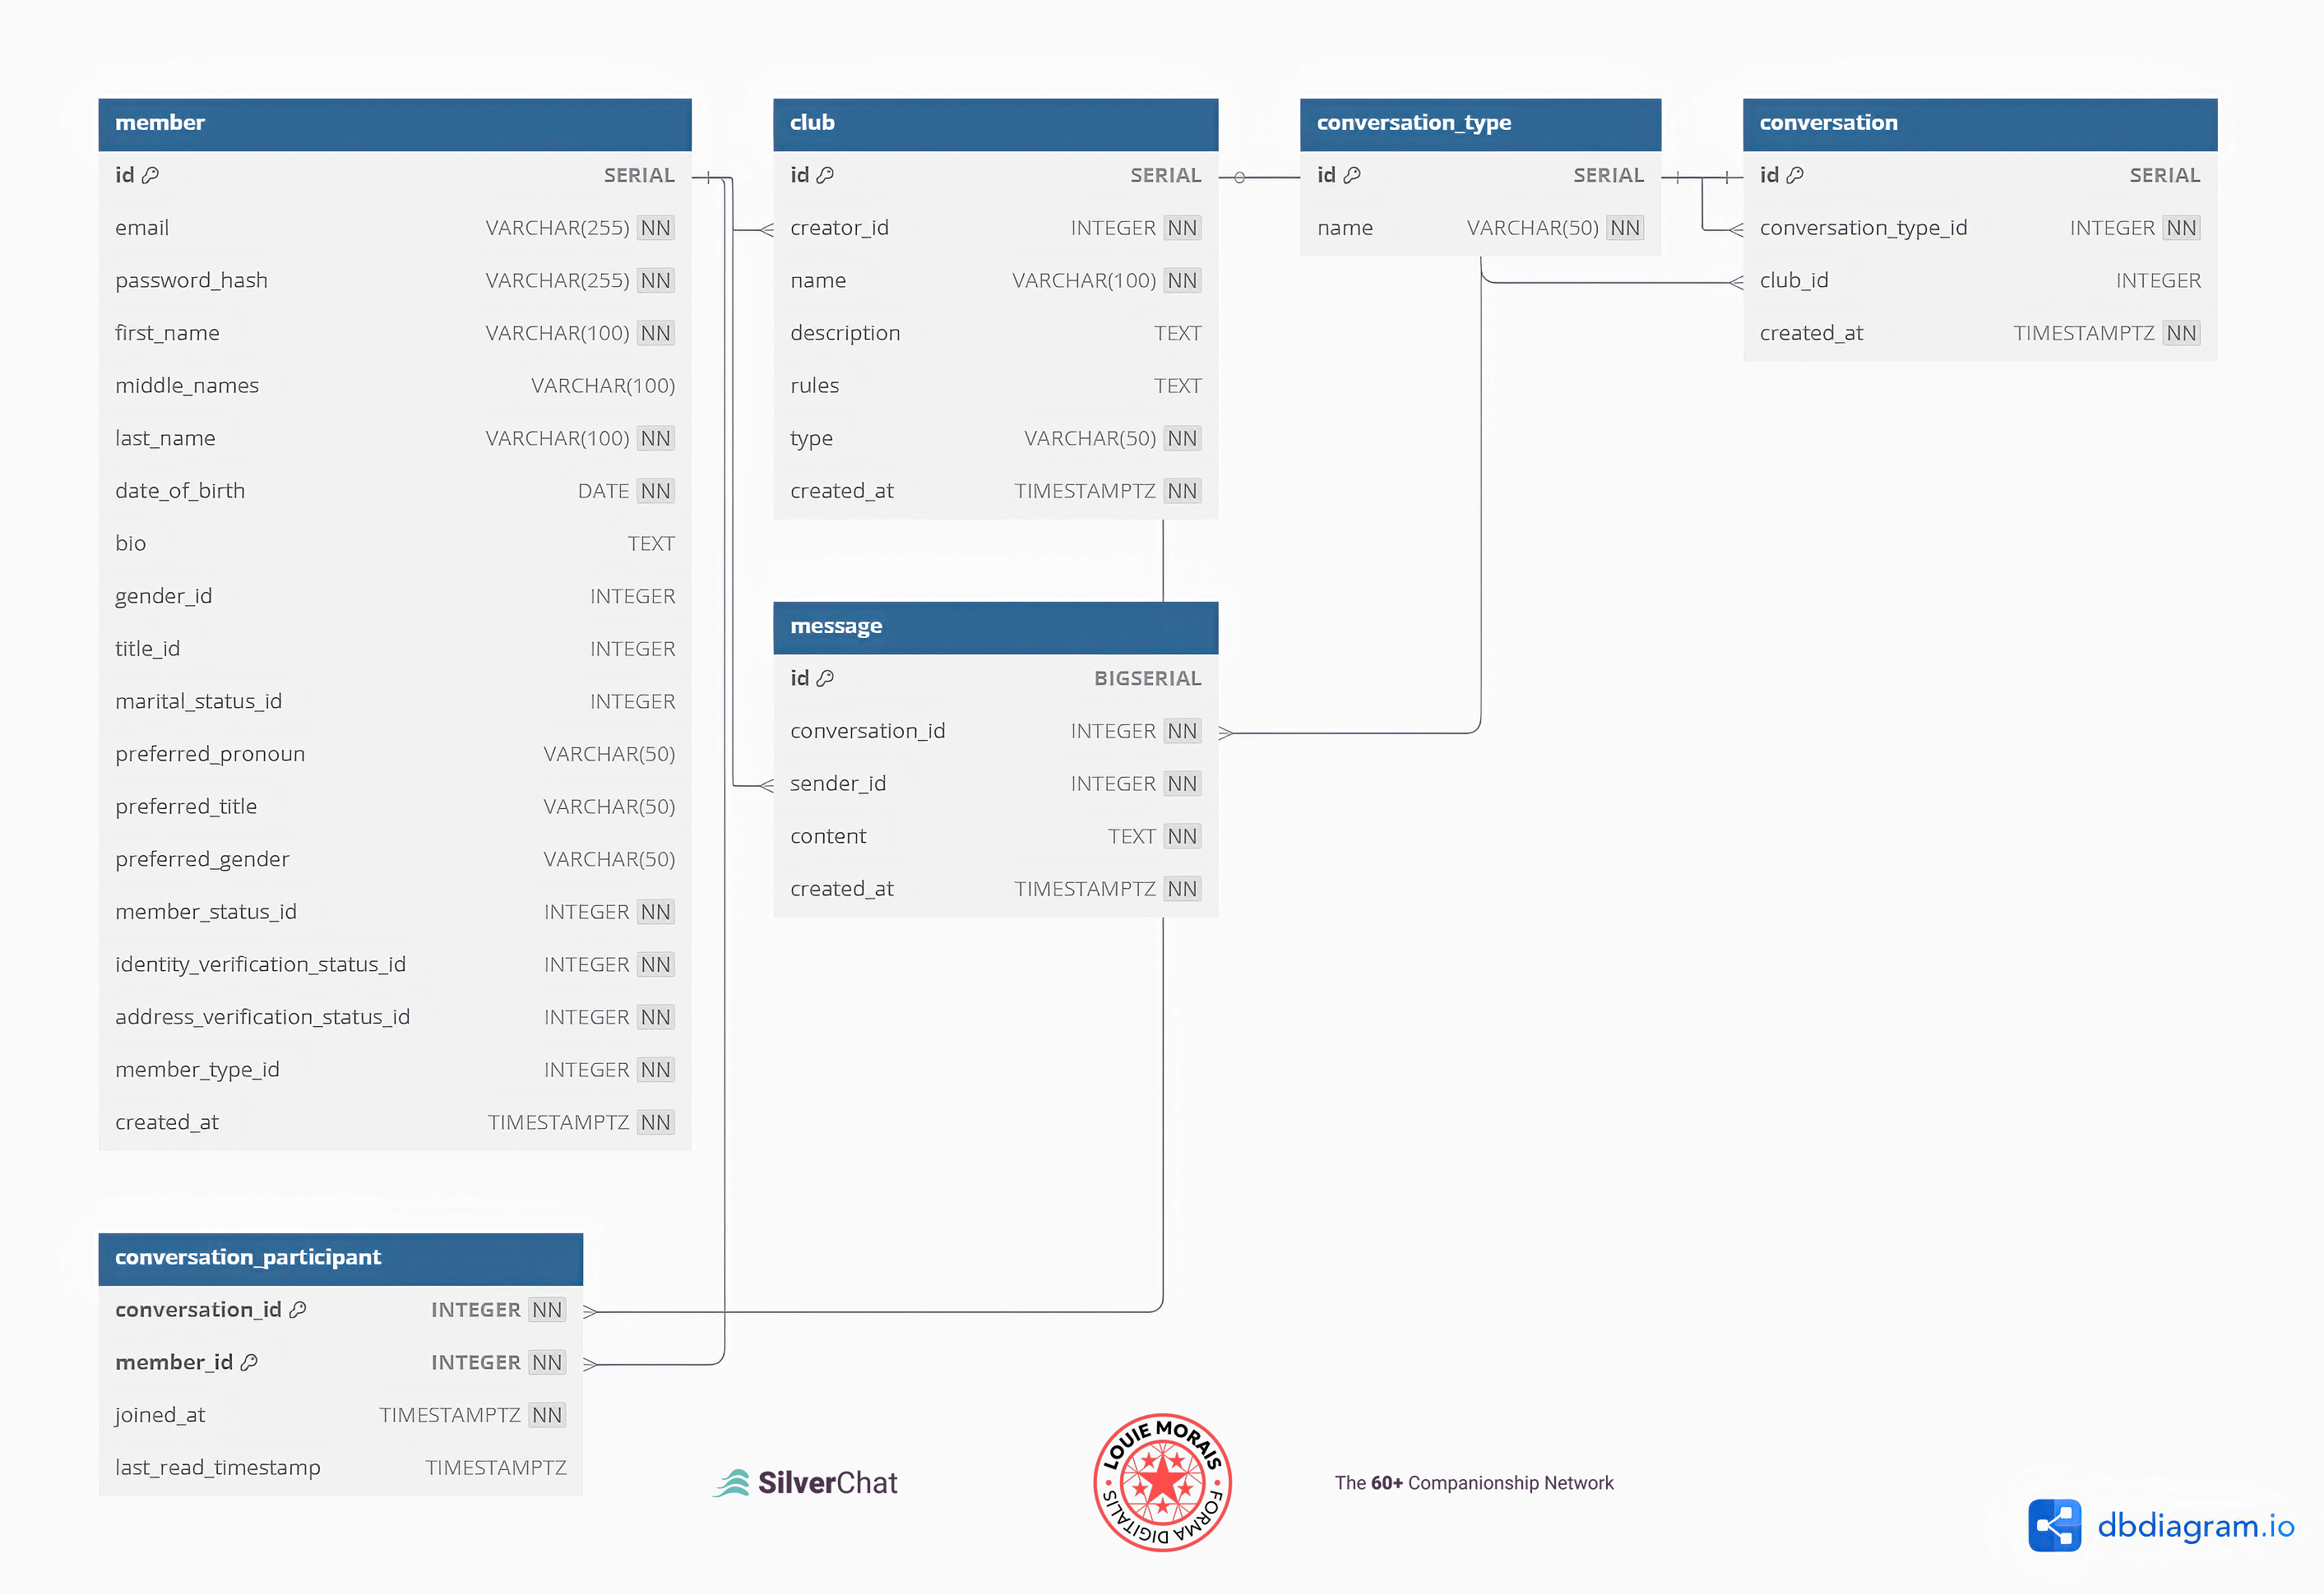 member
id SERIAL
email VARCHAR(255) NN
password_hash VARCHAR(255) NN
first_name VARCHAR(100) NN
middle_names VARCHAR(100)
last_name VARCHAR(100) NN
date_of_birth DATE NN
bio TEXT
gender_id INTEGER
title_id INTEGER
marital_status_id INTEGER
preferred_pronoun VARCHAR(50)
preferred_title VARCHAR(50)
preferred_gender VARCHAR(50)
member_status_id INTEGER NN
identity_verification_status_id INTEGER NN
address_verification_status_id INTEGER NN
member_type_id INTEGER NN
created_at TIMESTAMPTZ NN
club
id SERIAL
creator_id INTEGER NN
name VARCHAR(100) NN
description TEXT
rules TEXT
type VARCHAR(50) NN
created_at TIMESTAMPTZ NN
conversation_type
id SERIAL
name VARCHAR(50) NN
conversation
id SERIAL
conversation_type_id INTEGER NN
club_id INTEGER
created_at TIMESTAMPTZ NN
message
id BIGSERIAL
conversation_id INTEGER NN
sender_id INTEGER NN
content TEXT NN
created_at TIMESTAMPTZ NN
conversation_participant
conversation_id INTEGER NN
member_id INTEGER NN
joined_at TIMESTAMPTZ NN
last_read_timestamp TIMESTAMPTZ
SilverChat
LOUIE MORAIS
FORMA DIGITALIS
The 60+ Companionship Network
dbdiagram.io